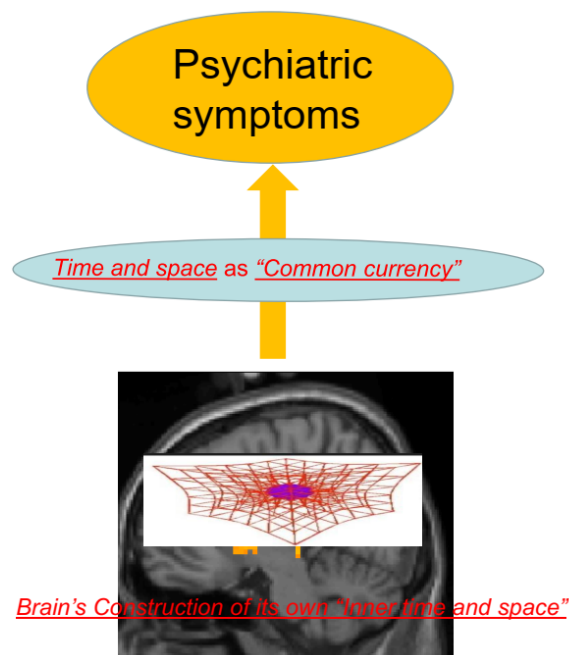 Psychiatric
symptoms
Time and space as “Common currency”
Brain’s Construction of its own “Inner time and space”